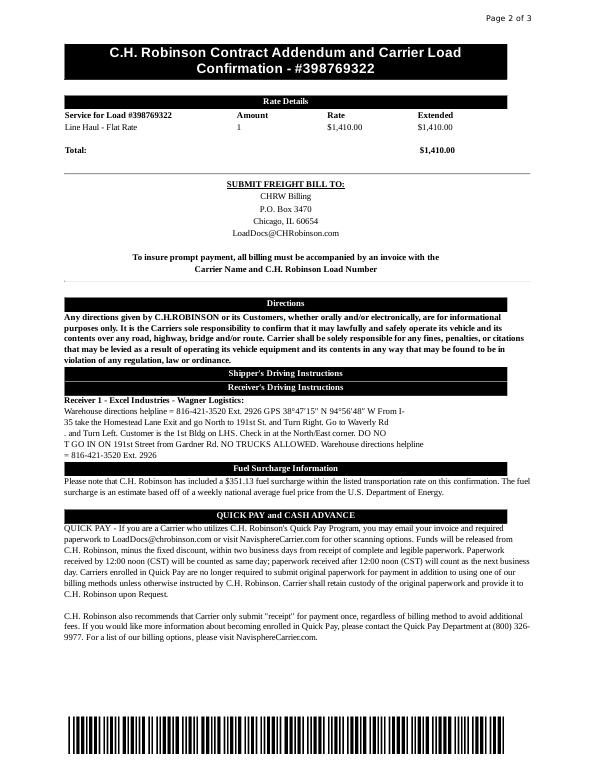 Page 2 of 3
C.H. Robinson Contract Addendum and Carrier Load
Confirmation - #398769322
Rate Details
Service for Load #398769322 Amount Rate Extended
Line Haul - Flat Rate 1 $1,410.00 $1,410.00
Total: $1,410.00
SUBMIT FREIGHT BILL TO:
CHRW Billing
P.O. Box 3470
Chicago, IL 60654
LoadDocs@CHRobinson.com
To insure prompt payment, all billing must be accompanied by an invoice with the
Carrier Name and C.H. Robinson Load Number
Directions
Any directions given by C.H.ROBINSON or its Customers, whether orally and/or electronically, are for informational
purposes only. It is the Carriers sole responsibility to confirm that it may lawfully and safely operate its vehicle and its
contents over any road, highway, bridge and/or route. Carrier shall be solely responsible for any fines, penalties, or citations
that may be levied as a result of operating its vehicle equipment and its contents in any way that may be found to be in
violation of any regulation, law or ordinance.
Shipper's Driving Instructions
Receiver's Driving Instructions
Receiver 1 - Excel Industries - Wagner Logistics:
Warehouse directions helpline = 816-421-3520 Ext. 2926 GPS 38°47'15" N 94°56'48" W From I-
35 take the Homestead Lane Exit and go North to 191st St. and Turn Right. Go to Waverly Rd
. and Turn Left. Customer is the 1st Bldg on LHS. Check in at the North/East corner. DO NO
T GO IN ON 191st Street from Gardner Rd. NO TRUCKS ALLOWED. Warehouse directions helpline
= 816-421-3520 Ext. 2926
Fuel Surcharge Information
Please note that C.H. Robinson has included a $351.13 fuel surcharge within the listed transportation rate on this confirmation. The fuel
surcharge is an estimate based off of a weekly national average fuel price from the U.S. Department of Energy.
QUICK PAY and CASH ADVANCE
QUICK PAY - If you are a Carrier who utilizes C.H. Robinson's Quick Pay Program, you may email your invoice and required
paperwork to LoadDocs@chrobinson.com or visit NavisphereCarrier.com for other scanning options. Funds will be released from
C.H. Robinson, minus the fixed discount, within two business days from receipt of complete and legible paperwork. Paperwork
received by 12:00 noon (CST) will be counted as same day; paperwork received after 12:00 noon (CST) will count as the next business
day. Carriers enrolled in Quick Pay are no longer required to submit original paperwork for payment in addition to using one of our
billing methods unless otherwise instructed by C.H. Robinson. Carrier shall retain custody of the original paperwork and provide it to
C.H. Robinson upon Request.
C.H. Robinson also recommends that Carrier only submit "receipt" for payment once, regardless of billing method to avoid additional
fees. If you would like more information about becoming enrolled in Quick Pay, please contact the Quick Pay Department at (800) 326-
9977. For a list of our billing options, please visit NavisphereCarrier.com.